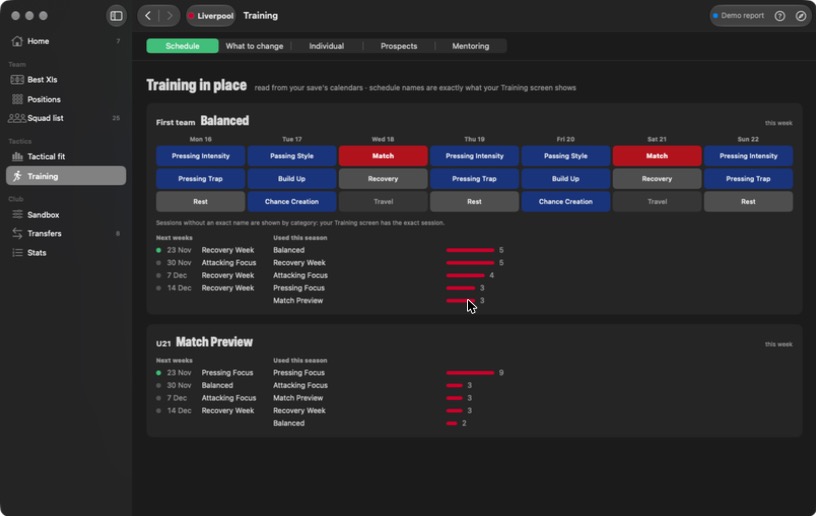 Liverpool
Training
Demo report
Home 7
Team
Best XIs
Positions
Squad list 25
Tactics
Tactical fit
Training
Club
Sandbox
Transfers 6
Stats
Schedule What to change Individual Prospects Mentoring
Training in place read from your save's calendars · schedule names are exactly what your Training screen shows
First team Balanced this week
Mon 16 Tue 17 Wed 18 Thu 19 Fri 20 Sat 21 Sun 22
Pressing Intensity Passing Style Match Pressing Intensity Passing Style Match Pressing Intensity
Pressing Trap Build Up Recovery Pressing Trap Build Up Recovery Pressing Trap
Rest Chance Creation Travel Rest Chance Creation Travel Rest
Sessions without an exact name are shown by category: your Training screen has the exact session.
Next weeks Used this season
23 Nov Recovery Week Balanced 5
30 Nov Attacking Focus Recovery Week 5
7 Dec Recovery Week Attacking Focus 4
14 Dec Recovery Week Pressing Focus 3
Match Preview 3
U21 Match Preview this week
Next weeks Used this season
23 Nov Pressing Focus Pressing Focus 9
30 Nov Balanced Attacking Focus 3
7 Dec Attacking Focus Match Preview 3
14 Dec Recovery Week Recovery Week 3
Balanced 2